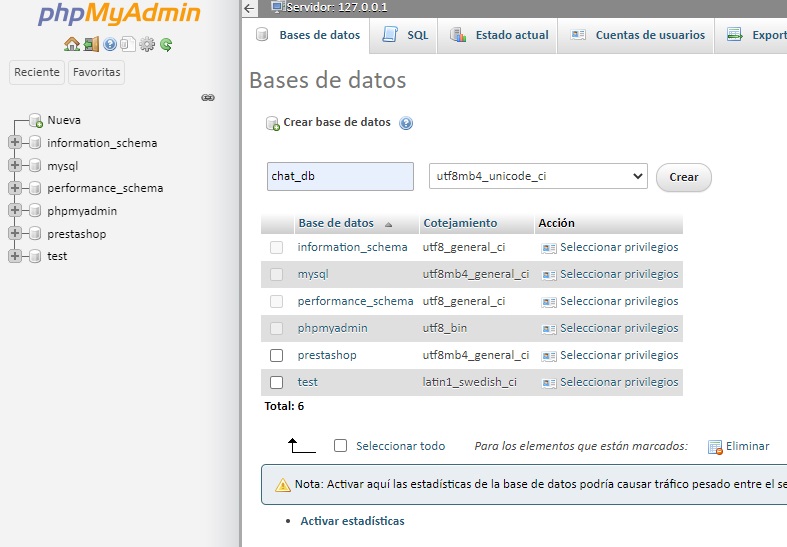 phpMyAdmin
Reciente Favoritas
Nueva
information_schema
mysql
performance_schema
phpmyadmin
prestashop
test
Servidor: 127.0.0.1
Bases de datos SQL Estado actual Cuentas de usuarios Export
Bases de datos
Crear base de datos
chat_db utf8mb4_unicode_ci Crear
Base de datos Cotejamiento Acción
information_schema utf8_general_ci Seleccionar privilegios
mysql utf8mb4_general_ci Seleccionar privilegios
performance_schema utf8_general_ci Seleccionar privilegios
phpmyadmin utf8_bin Seleccionar privilegios
prestashop utf8mb4_general_ci Seleccionar privilegios
test latin1_swedish_ci Seleccionar privilegios
Total: 6
Seleccionar todo Para los elementos que están marcados: Eliminar
Nota: Activar aquí las estadísticas de la base de datos podría causar tráfico pesado entre el se
• Activar estadísticas